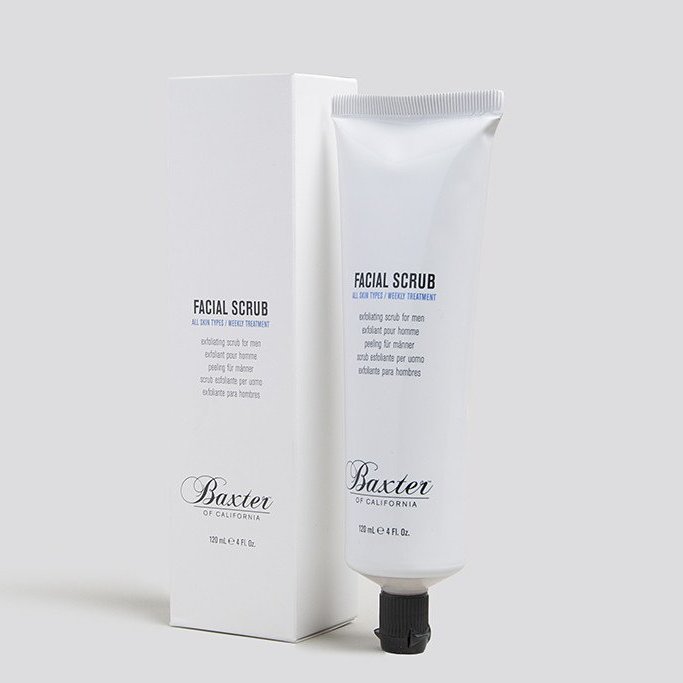 FACIAL SCRUB
ALL SKIN TYPES / WEEKLY TREATMENT
exfoliating scrub for men
exfoliant pour homme
peeling für männer
scrub esfoliante per uomo
exfoliante para hombres
Baxter
OF CALIFORNIA
120 mL ℮ 4 Fl. Oz.
FACIAL SCRUB
ALL SKIN TYPES / WEEKLY TREATMENT
exfoliating scrub for men
exfoliant pour homme
peeling für männer
scrub esfoliante per uomo
exfoliante para hombres
Baxter
OF CALIFORNIA
120 mL ℮ 4 Fl. Oz.